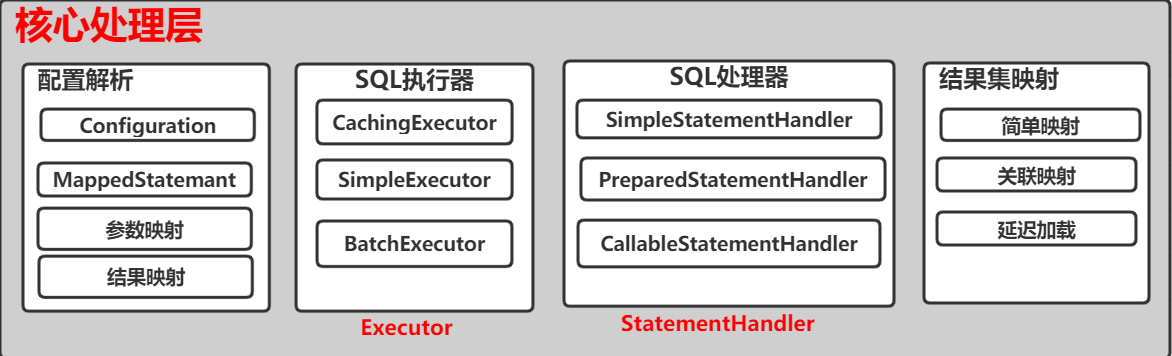 核心处理层
配置解析
Configuration
MappedStatemant
参数映射
结果映射
SQL执行器
CachingExecutor
SimpleExecutor
BatchExecutor
Executor
SQL处理器
SimpleStatementHandler
PreparedStatementHandler
CallableStatementHandler
StatementHandler
结果集映射
简单映射
关联映射
延迟加载